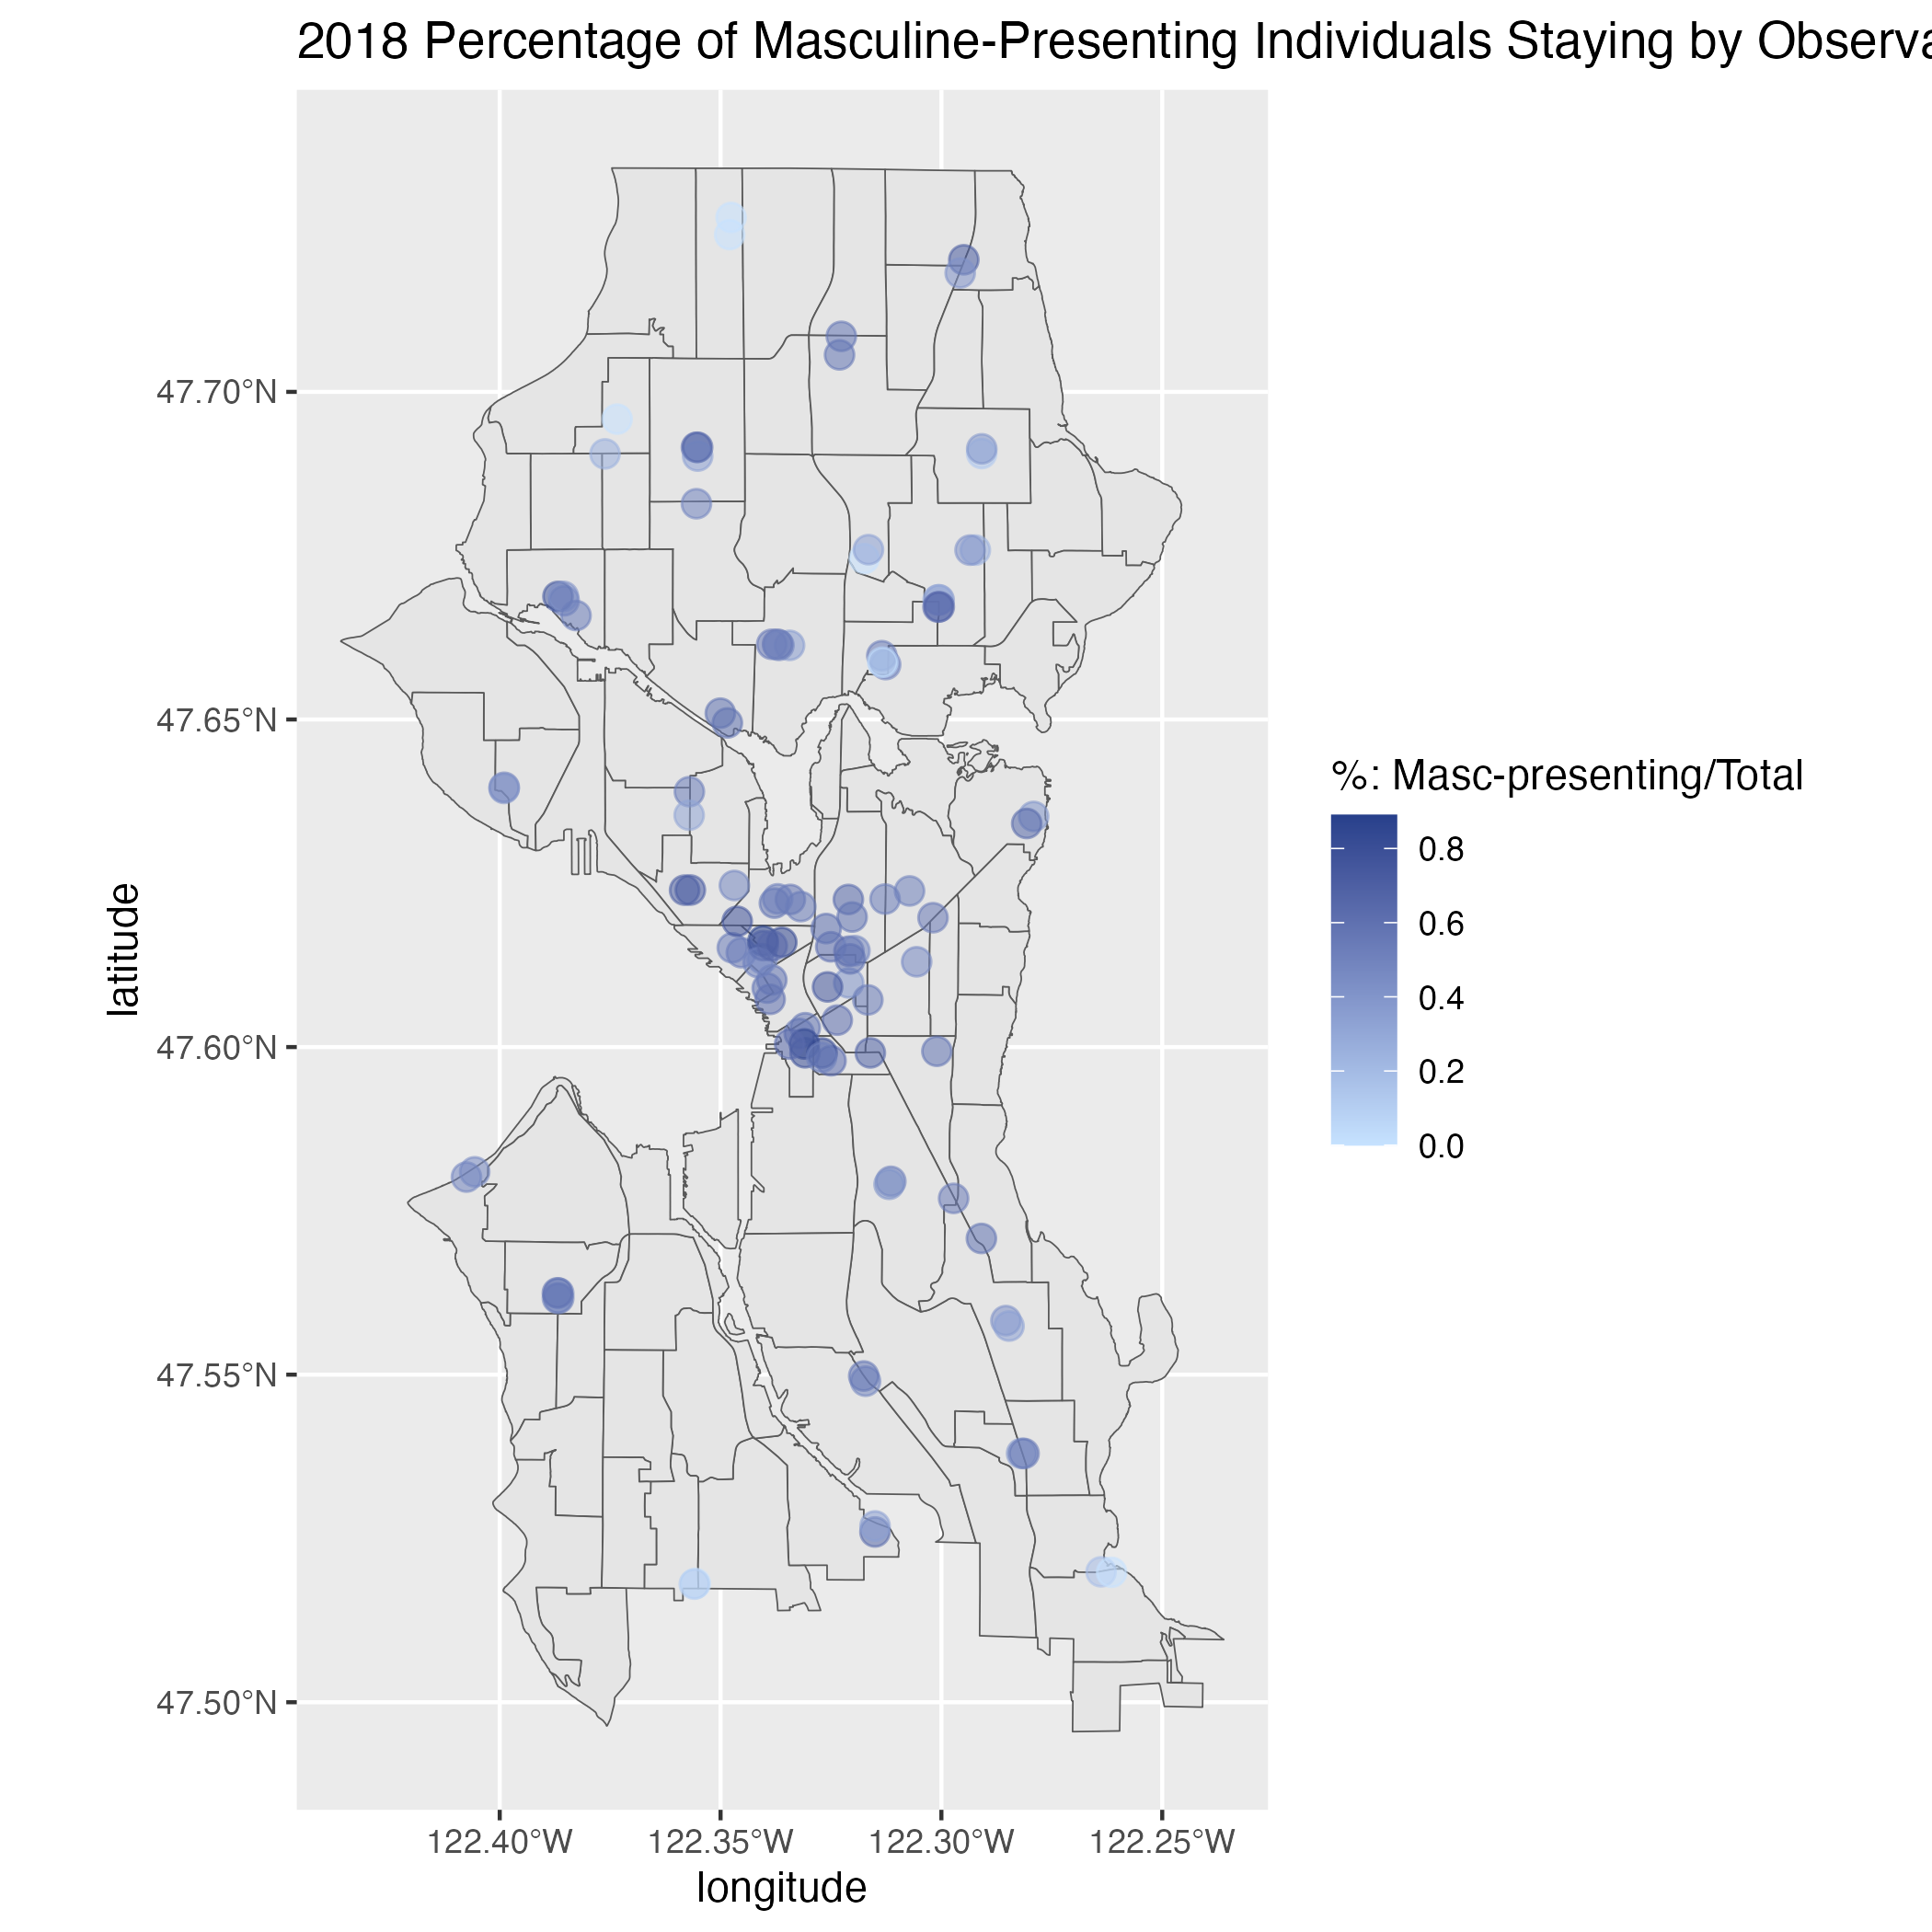 2018 Percentage of Masculine-Presenting Individuals Staying by Observa
47.70°N
47.65°N
47.60°N
47.55°N
47.50°N
latitude
122.40°W 122.35°W 122.30°W 122.25°W
longitude
%: Masc-presenting/Total
0.8
0.6
0.4
0.2
0.0